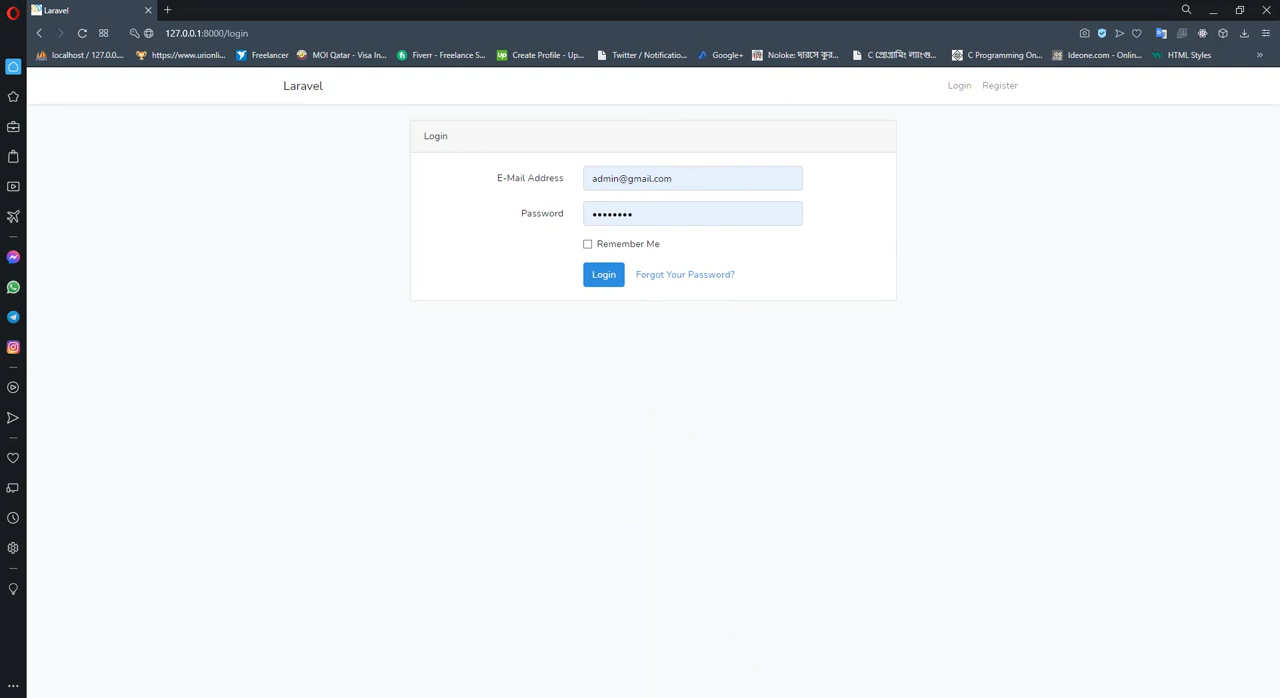 Laravel
127.0.0.1:8000/login
localhost / 127.0.0.... https://www.urionli... Freelancer MOI Qatar - Visa In... Fiverr - Freelance S... Up Create Profile - Up... Twitter / Notificatio... Google+ Noloke: দারসে কুর... C প্রোগ্রামিং ল্যাংগু... C Programming On... Ideone.com - Onlin... HTML Styles »
Laravel Login Register
Login
E-Mail Address admin@gmail.com
Password ••••••••
Remember Me
Login Forgot Your Password?